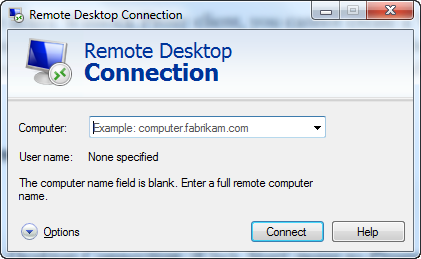 Remote Desktop Connection
Remote Desktop
Connection
Computer:
Example: computer.fabrikam.com
User name: None specified
The computer name field is blank. Enter a full remote computer
name.
Options
Connect
Help